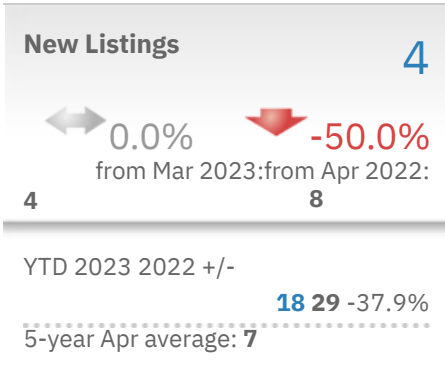 New Listings
4
0.0% -50.0%
from Mar 2023:from Apr 2022:
4 8
YTD 2023 2022 +/-
18 29 -37.9%
5-year Apr average: 7